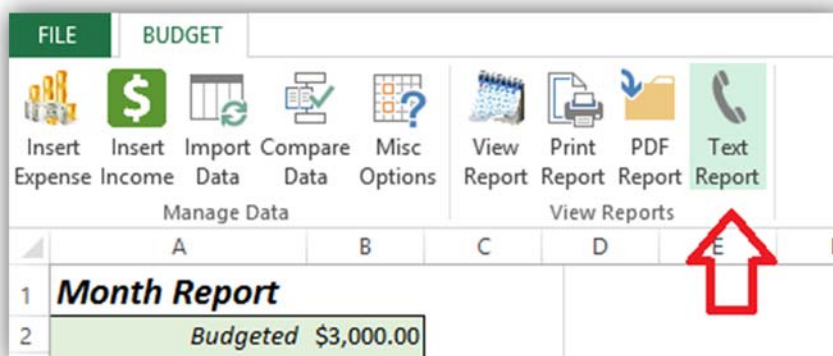 FILE BUDGET
Insert Expense Insert Income Import Data Compare Data Misc Options View Report Print Report PDF Report Text Report
Manage Data View Reports
A B C D E
1 Month Report
2 Budgeted $3,000.00